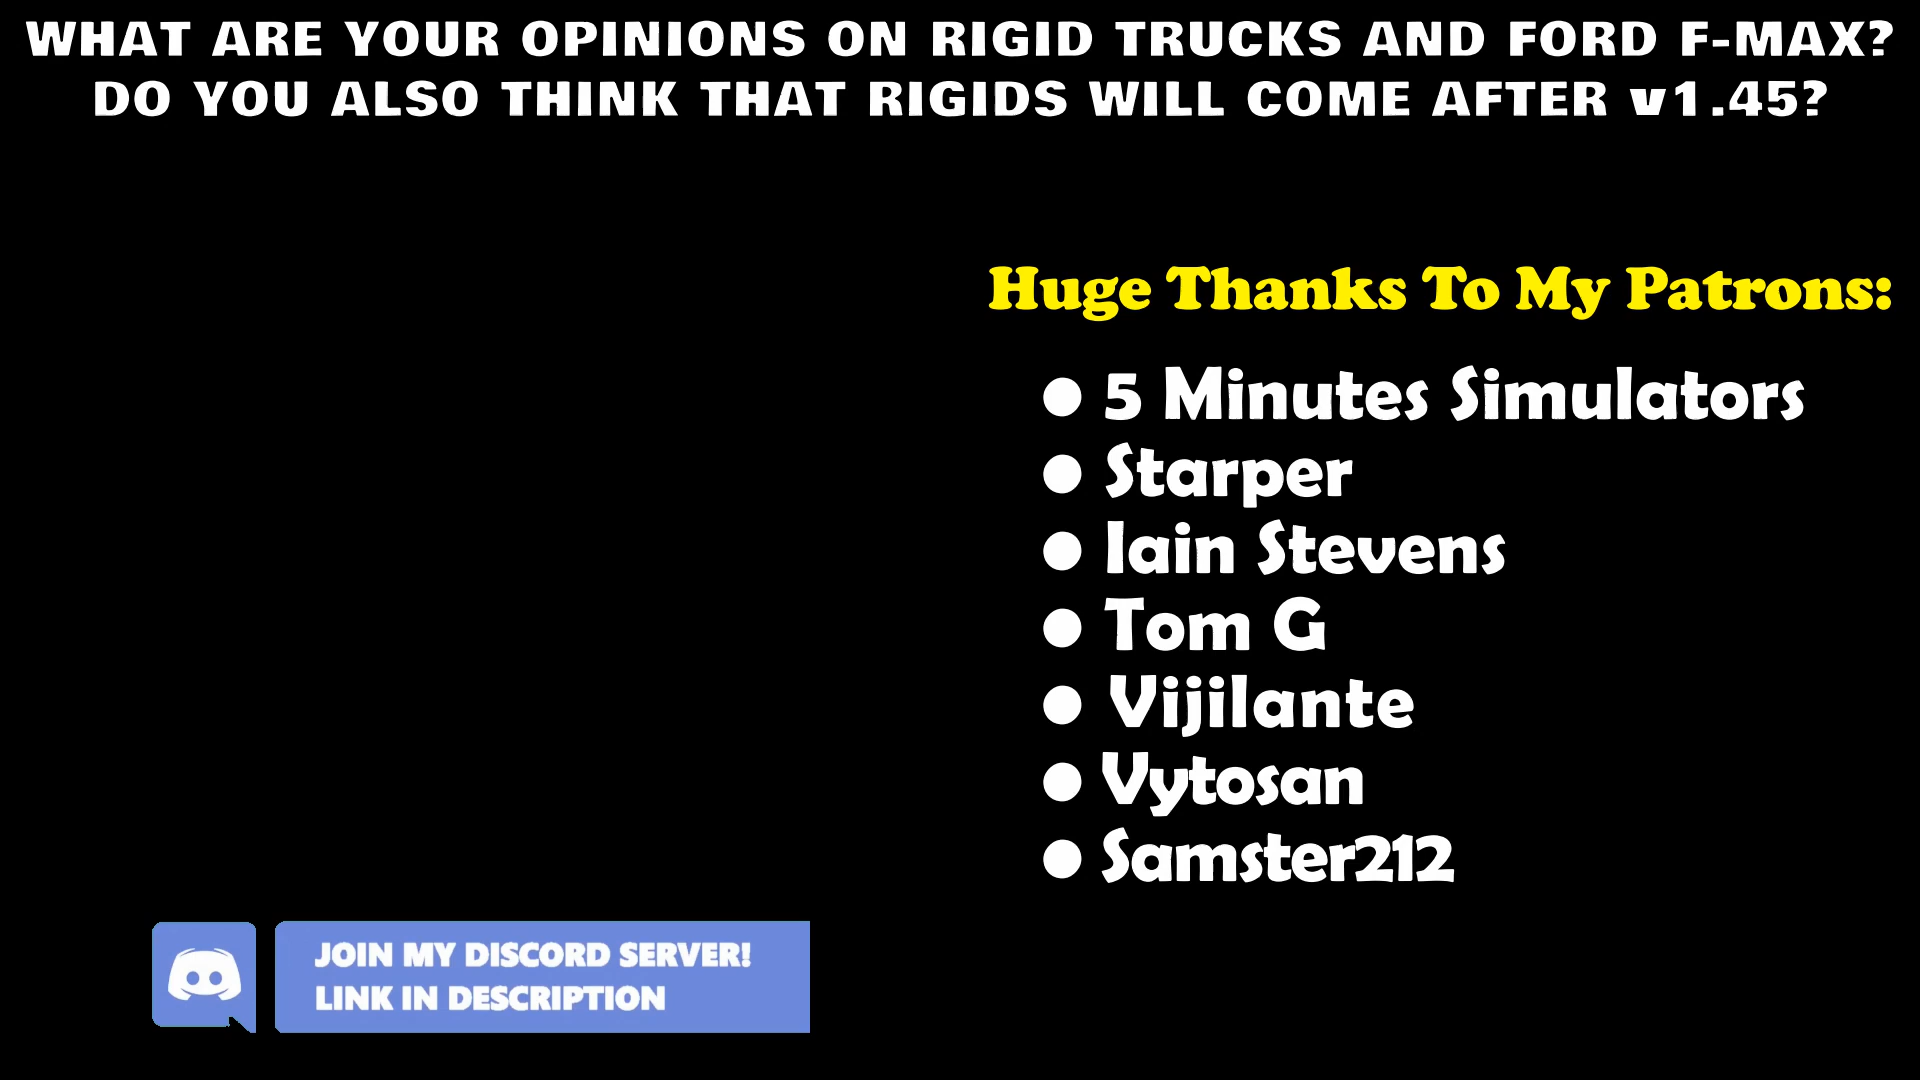 WHAT ARE YOUR OPINIONS ON RIGID TRUCKS AND FORD F-MAX?
DO YOU ALSO THINK THAT RIGIDS WILL COME AFTER v1.45?
Huge Thanks To My Patrons:
● 5 Minutes Simulators
● Starper
● Iain Stevens
● Tom G
● Vijilante
● Vytosan
● Samster212
JOIN MY DISCORD SERVER!
LINK IN DESCRIPTION